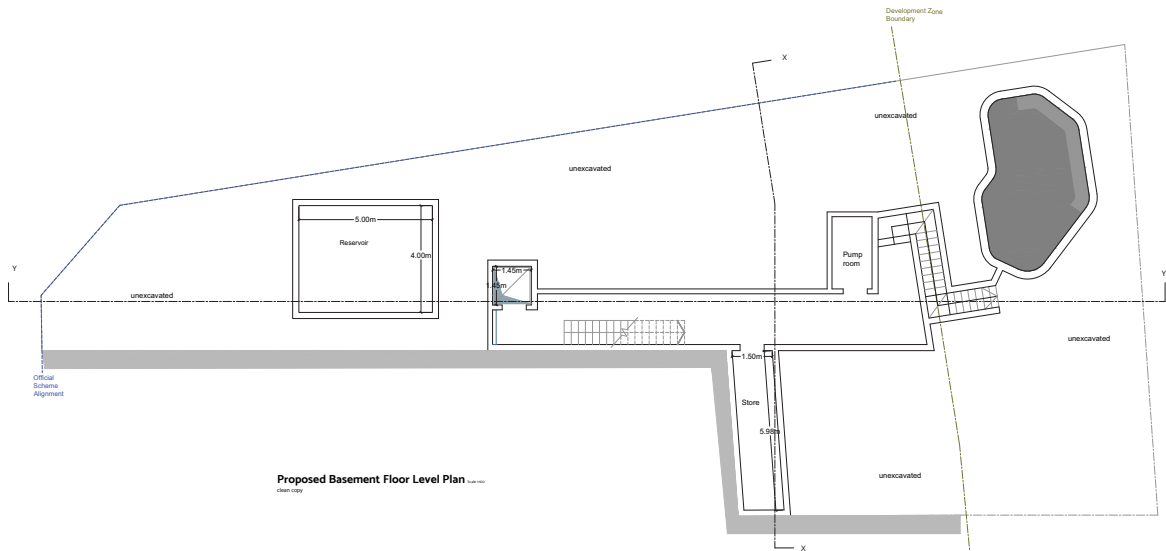 Development Zone
Boundary
X
unexcavated
unexcavated
5.00m
Reservoir
4.00m
Pump
room
Y
1.45m
Y
1.45m
unexcavated
unexcavated
1.50m
Official
Scheme
Alignment
Store
5.98m
unexcavated
Proposed Basement Floor Level Plan
clean copy
X